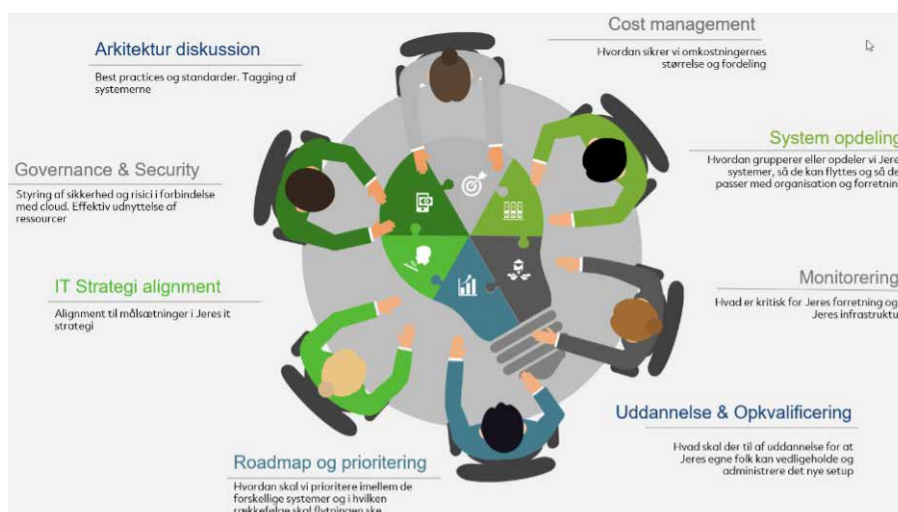 Cost management
Hvordan sikrer vi omkostningernes
størrelse og fordeling
Arkitektur diskussion
Best practices og standarder. Tagging af
systemerne
System opdeling
Hvordan grupperer eller opdeler vi Jere
systemer, så de kan flyttes og så de
passer med organisation og forretnin
Governance & Security
Styring af sikkerhed og risici i forbindelse
med cloud. Effektiv udnyttelse af
ressourcer
Monitorering
Hvad er kritisk for Jeres forretning og
Jeres infrastruktu
IT Strategi alignment
Alignment til målsætninger i Jeres it
strategi
Uddannelse & Opkvalificering
Hvad skal der til af uddannelse for at
Jeres egne folk kan vedligeholde og
administrere det nye setup
Roadmap og prioritering
Hvordan skal vi prioritere imellem de
forskellige systemer og i hvilken
rækkefølge skal flytningen ske